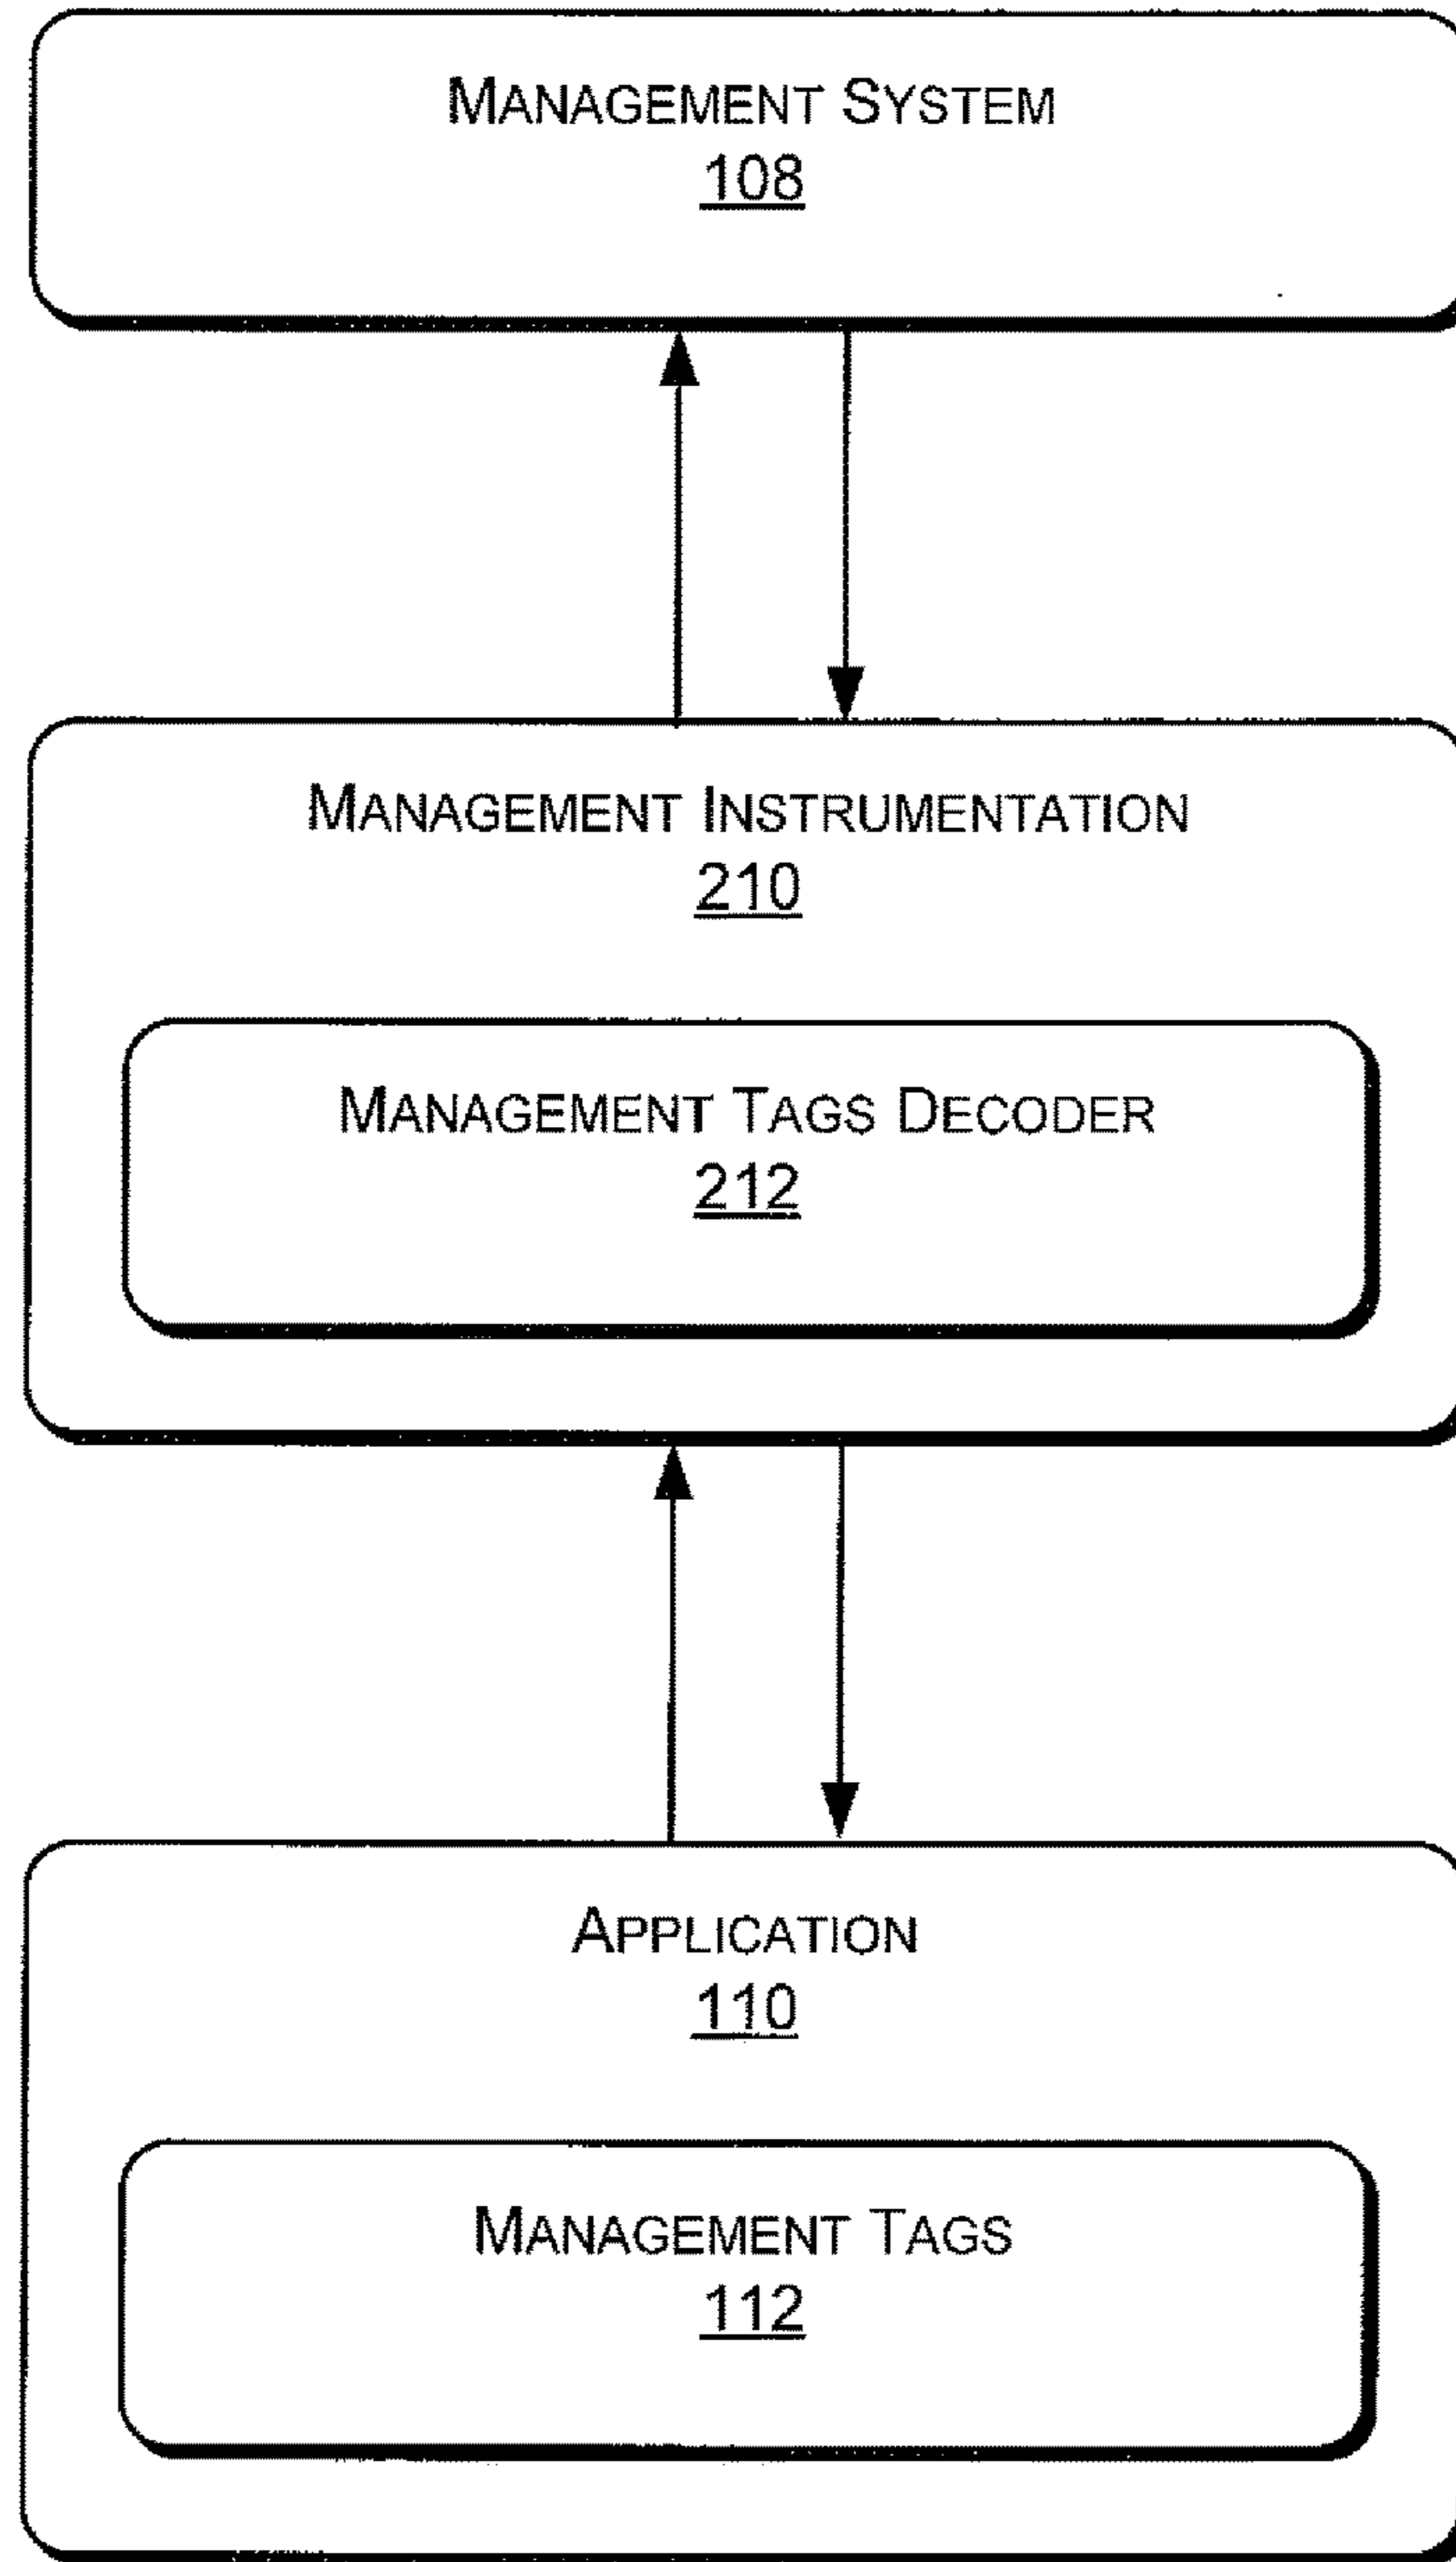 MANAGEMENT SYSTEM
108
MANAGEMENT INSTRUMENTATION
210
MANAGEMENT TAGS DECODER
212
APPLICATION
110
MANAGEMENT TAGS
112